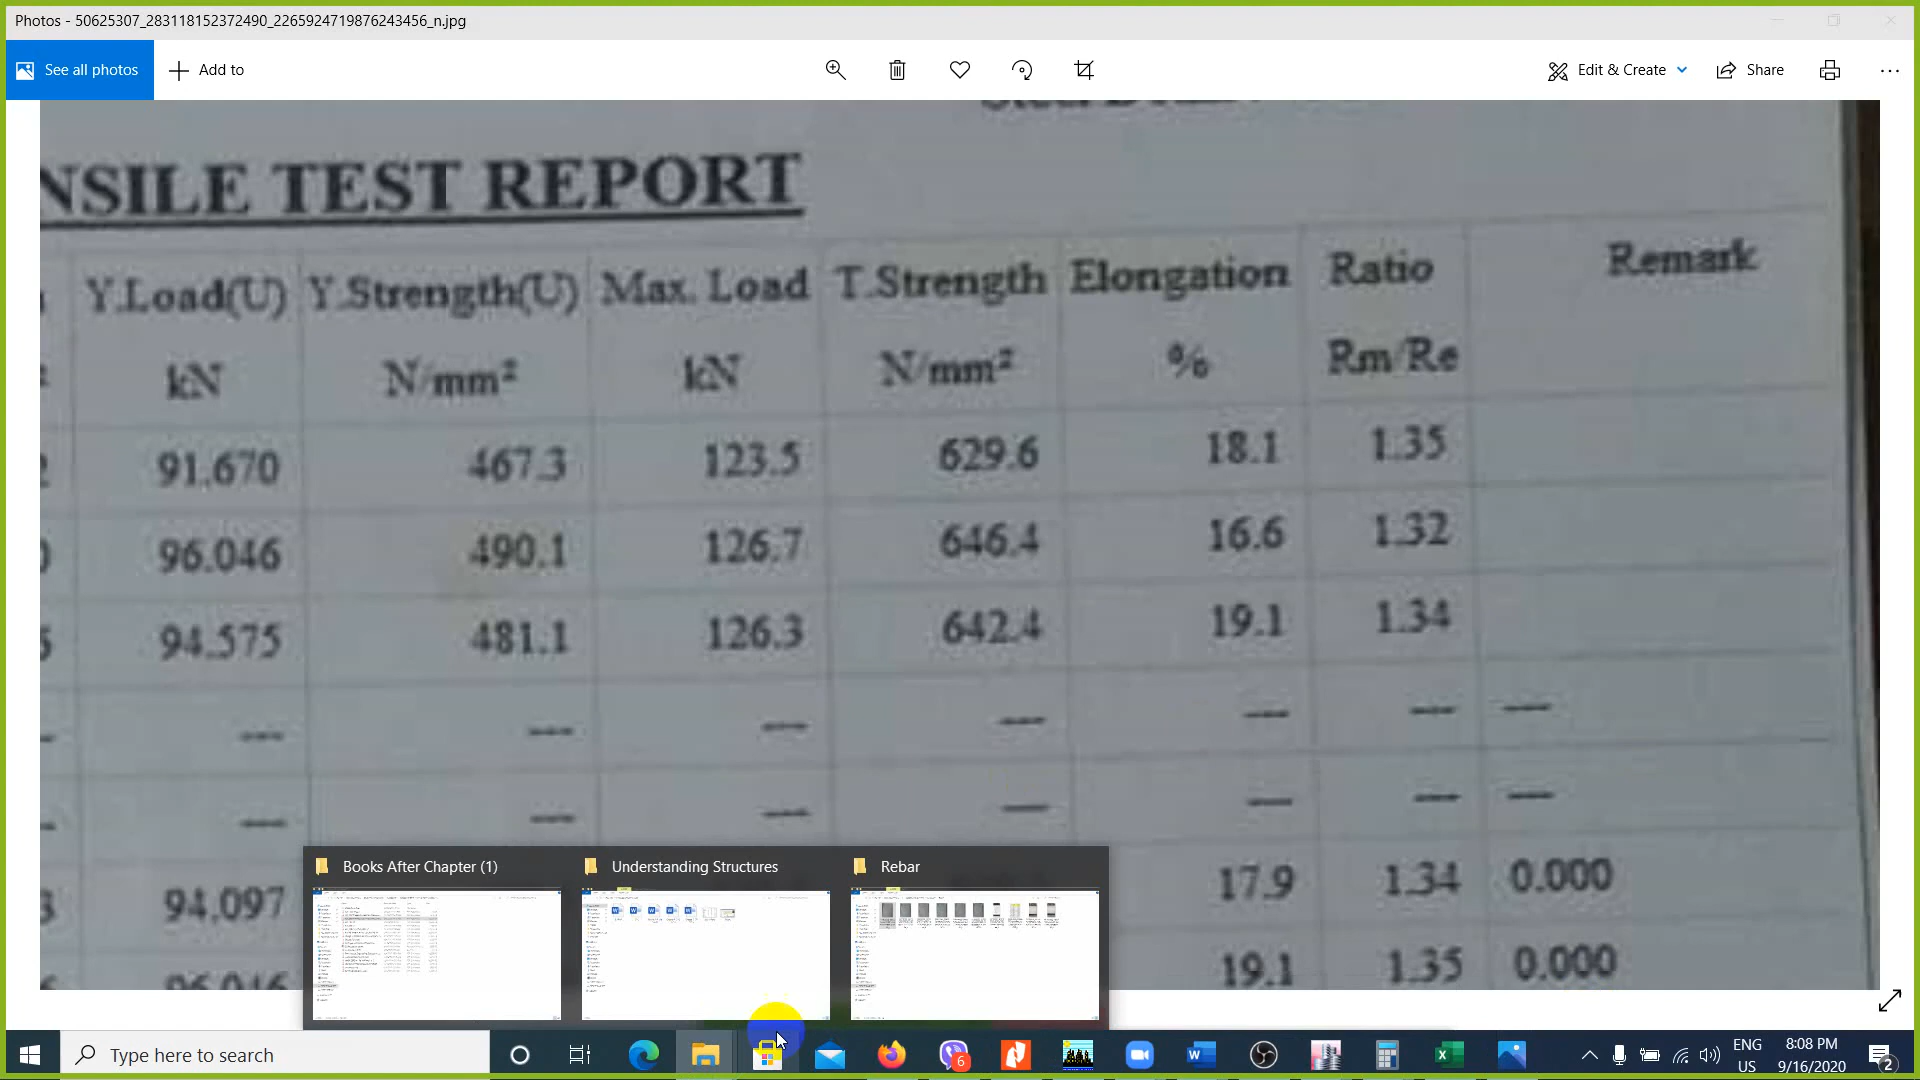 Photos - 50625307_283118152372490_2265924719876243456_n.jpg
See all photos
Add to
Edit & Create
Share
NSILE TEST REPORT
Y.Load(U) Y.Strength(U) Max. Load T.Strength Elongation Ratio Remark
kN N/mm² kN N/mm² % Rm/Re
91.670 467.3 123.5 629.6 18.1 1.35
96.046 490.1 126.7 646.4 16.6 1.32
94.575 481.1 126.3 642.4 19.1 1.34
--- --- --- --- --- --- ---
--- --- --- --- --- --- ---
94.097 17.9 1.34 0.000
96.046 19.1 1.35 0.000
Books After Chapter (1)
Understanding Structures
Rebar
Type here to search
6
ENG
US
8:08 PM
9/16/2020
2